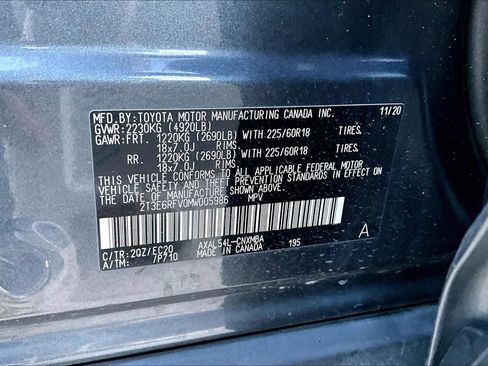 MFD.BY:TOYOTA MOTOR MANUFACTURING CANADA INC. 11/20
GVWR:2230KG (4920LB)
GAWR:FRT. 1220KG (2690LB) WITH 225/60R18 TIRES.
18x7.0J RIMS.
RR. 1220KG (2690LB) WITH 225/60R18 TIRES.
18x7.0J RIMS.
THIS VEHICLE CONFORMS TO ALL APPLICABLE FEDERAL MOTOR
VEHICLE SAFETY AND THEFT PREVENTION STANDARDS IN
EFFECT ON THE DATE OF MANUFACTURE SHOWN ABOVE.
2T3E6RFV0MW005986 MPV
A
C/TR:20Z/EC20 AXAL54L-CNXMBA 195
A/TM: /P710 MADE IN CANADA